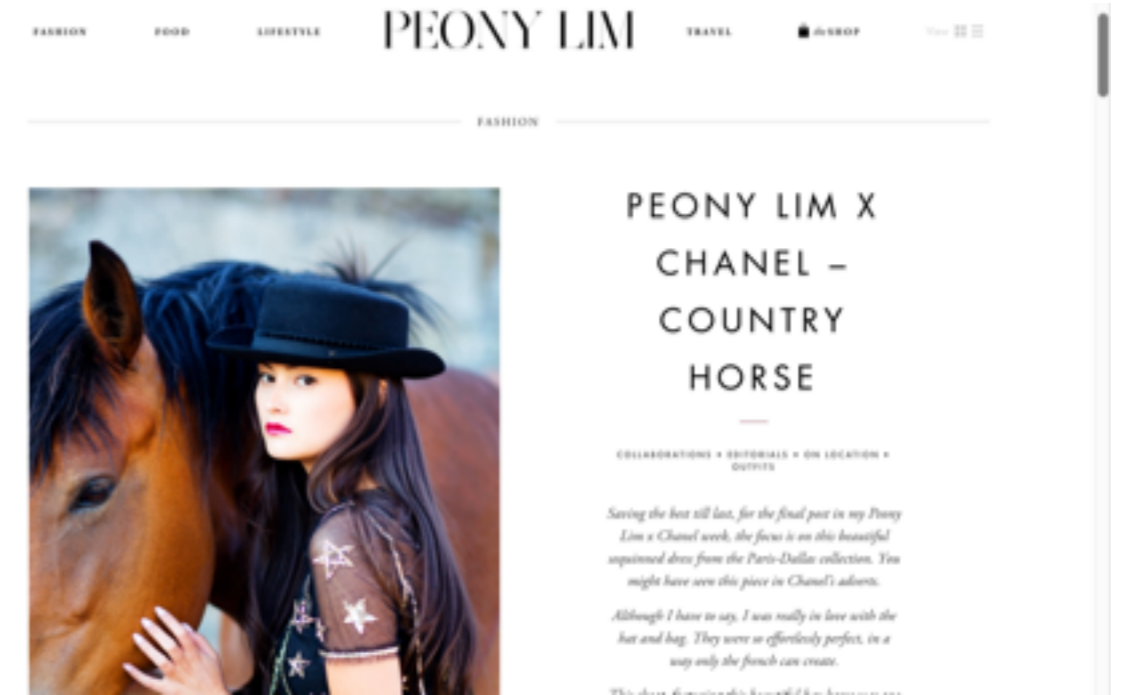 FASHION
FOOD
LIFESTYLE
PEONY LIM
TRAVEL
theSHOP
View
FASHION
PEONY LIM X
CHANEL –
COUNTRY
HORSE
COLLABORATIONS • EDITORIALS • ON LOCATION •
OUTFITS
Saving the best till last, for the final post in my Peony
Lim x Chanel week, the focus is on this beautiful
sequinned dress from the Paris-Dallas collection. You
might have seen this piece in Chanel's adverts.
Although I have to say, I was really in love with the
hat and bag. They were so effortlessly perfect, in a
way only the french can create.